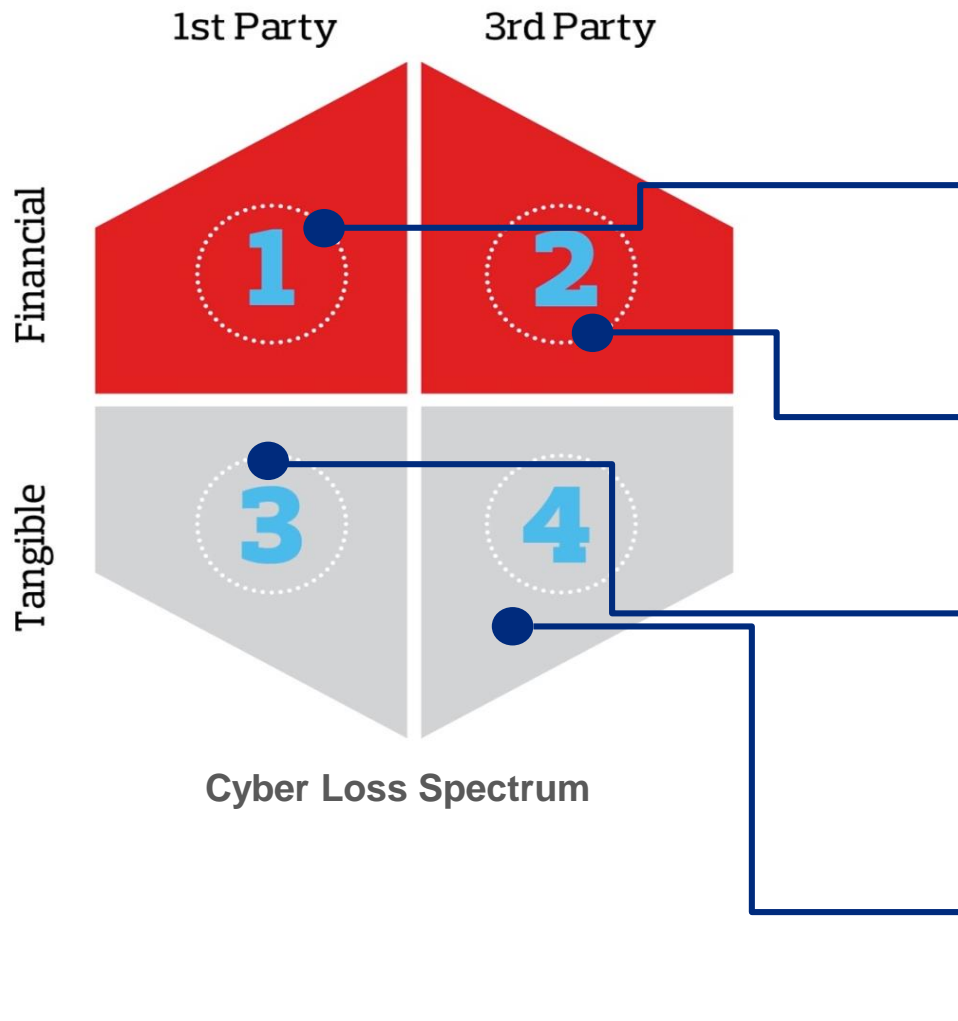 1st Party 3rd Party
Financial
1 2
Tangible
3 4
Cyber Loss Spectrum